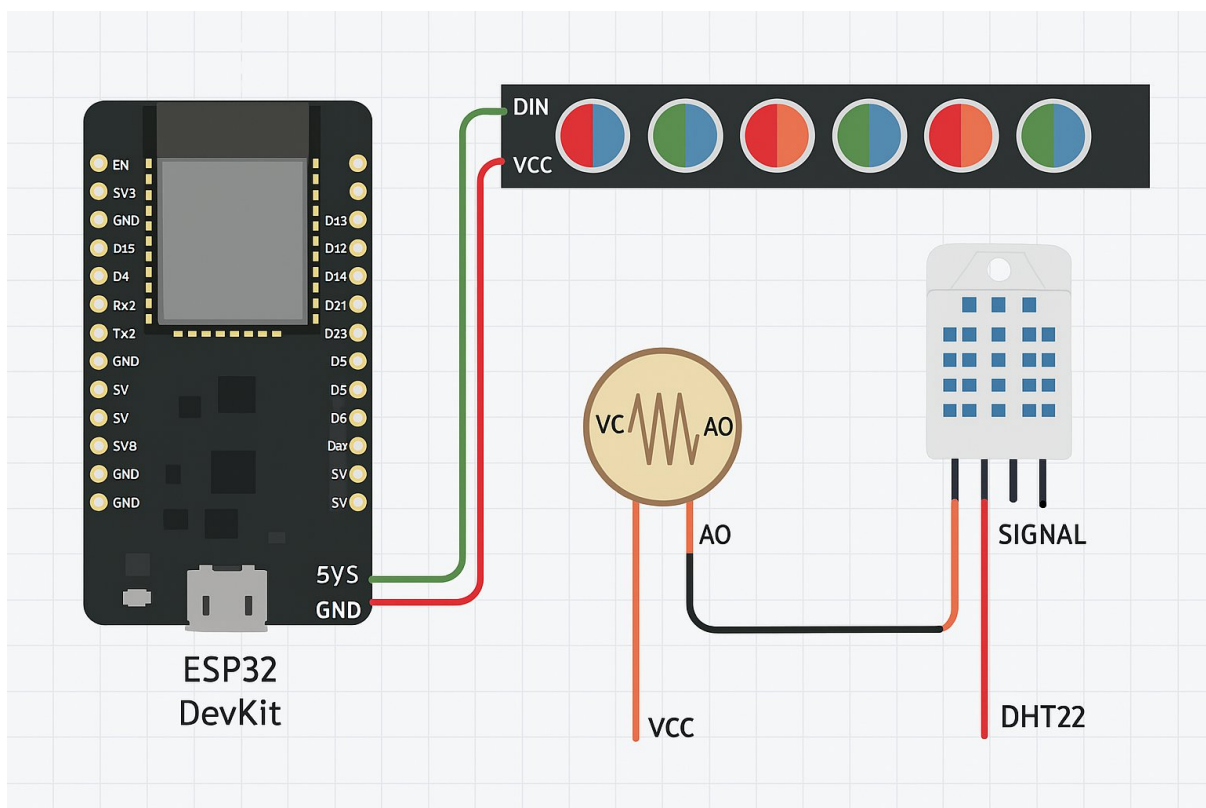 EN
SV3
GND
D15
D4
Rx2
Tx2
GND
SV
SV
SV8
GND
GND
D13
D12
D14
D21
D23
D5
D5
D6
SV
SV
5ys
GND
ESP32
DevKit
DIN
VCC
VC
AO
AO
VCC
SIGNAL
DHT22